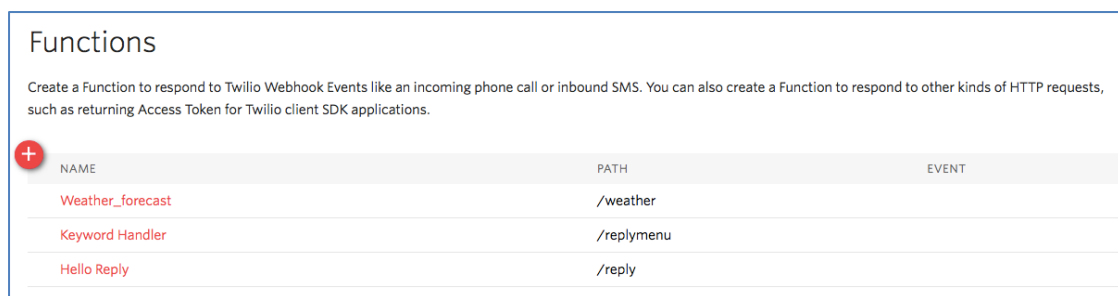 Functions
Create a Function to respond to Twilio Webhook Events like an incoming phone call or inbound SMS. You can also create a Function to respond to other kinds of HTTP requests,
such as returning Access Token for Twilio client SDK applications.
+
NAME PATH EVENT
Weather_forecast /weather
Keyword Handler /replymenu
Hello Reply /reply